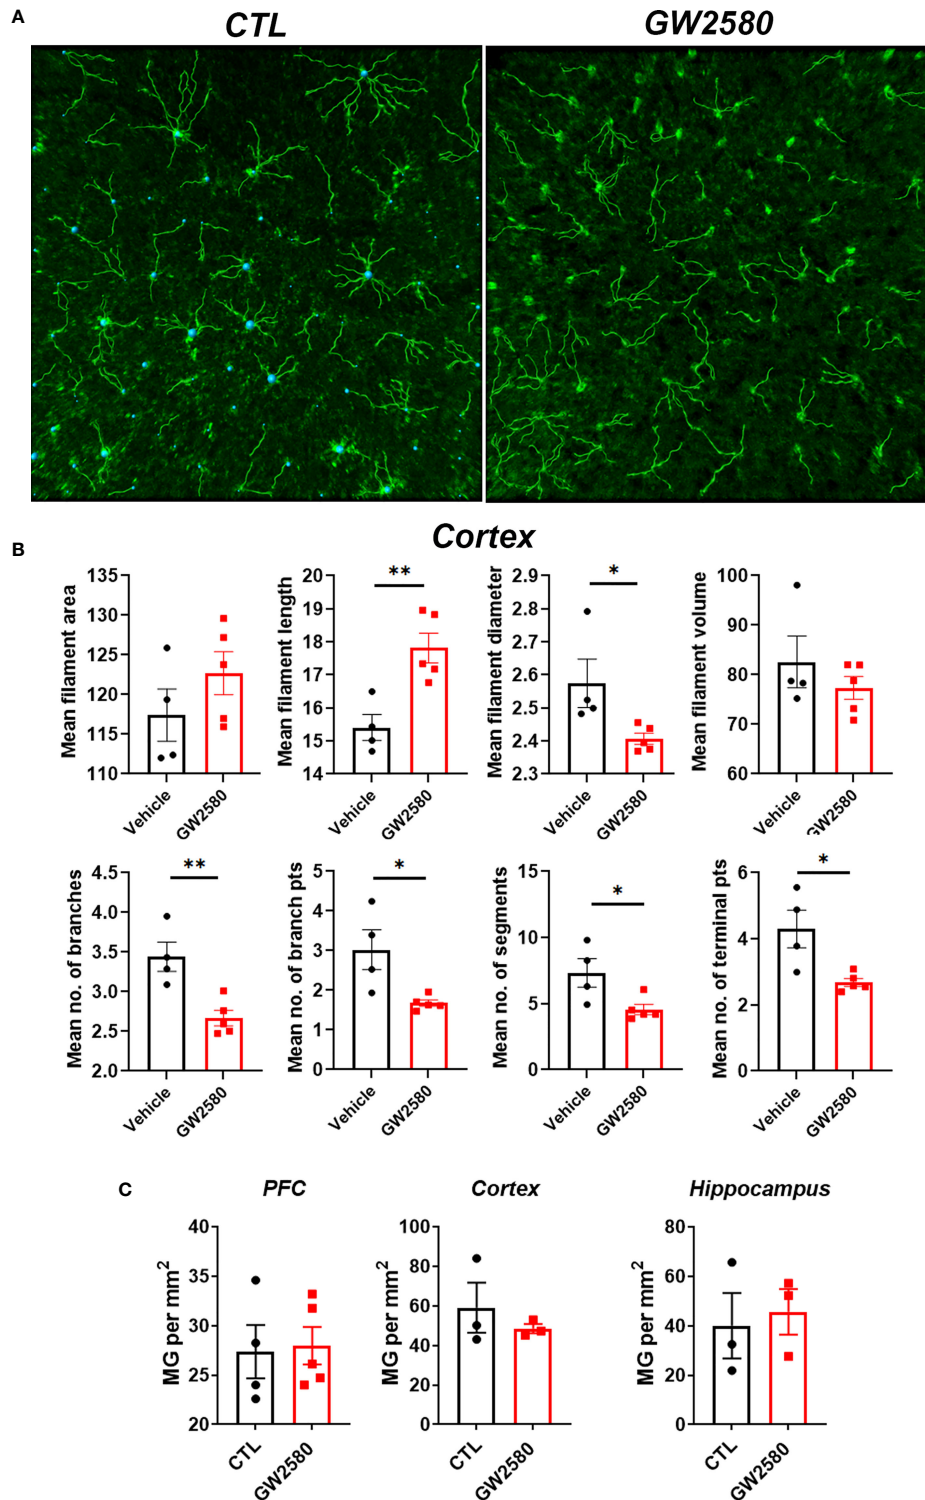 A
CTL
GW2580
B
Cortex
Mean filament area
135
130
125
120
115
110
Vehicle
GW2580
Mean filament length
20
19
18
17
16
15
14
**
Vehicle
GW2580
Mean filament diameter
2.9
2.8
2.7
2.6
2.5
2.4
2.3
*
Vehicle
GW2580
Mean filament volume
100
90
80
70
60
Vehicle
GW2580
Mean no. of branches
4.5
4.0
3.5
3.0
2.5
2.0
**
Vehicle
GW2580
Mean no. of branch pts
5
4
3
2
1
0
*
Vehicle
GW2580
Mean no. of segments
15
10
5
0
*
Vehicle
GW2580
Mean no. of terminal pts
6
4
2
0
*
Vehicle
GW2580
C
PFC
MG per mm2
40
35
30
25
20
CTL
GW2580
Cortex
MG per mm2
100
80
60
40
20
0
CTL
GW2580
Hippocampus
MG per mm2
80
60
40
20
0
CTL
GW2580